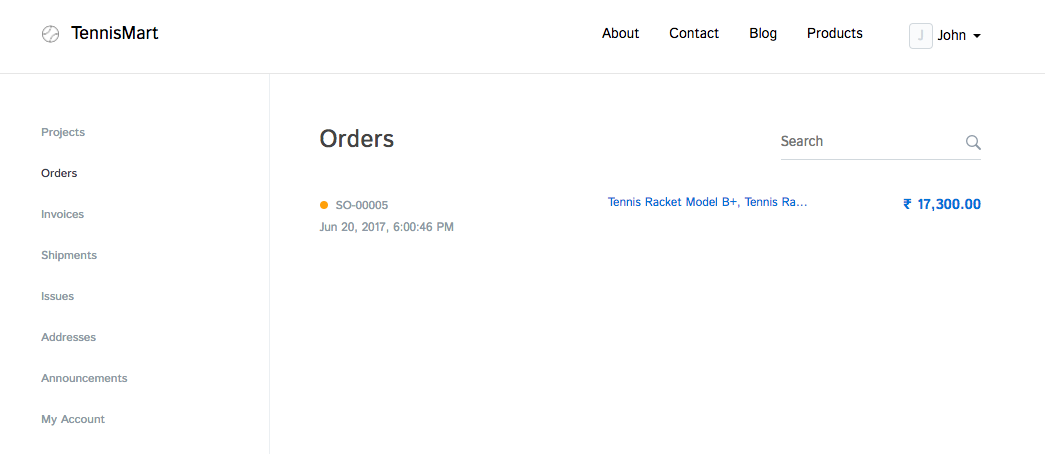 TennisMart
About Contact Blog Products J John
Projects
Orders
Invoices
Shipments
Issues
Addresses
Announcements
My Account
Orders
Search
SO-00005 Tennis Racket Model B+, Tennis Ra... ₹ 17,300.00
Jun 20, 2017, 6:00:46 PM